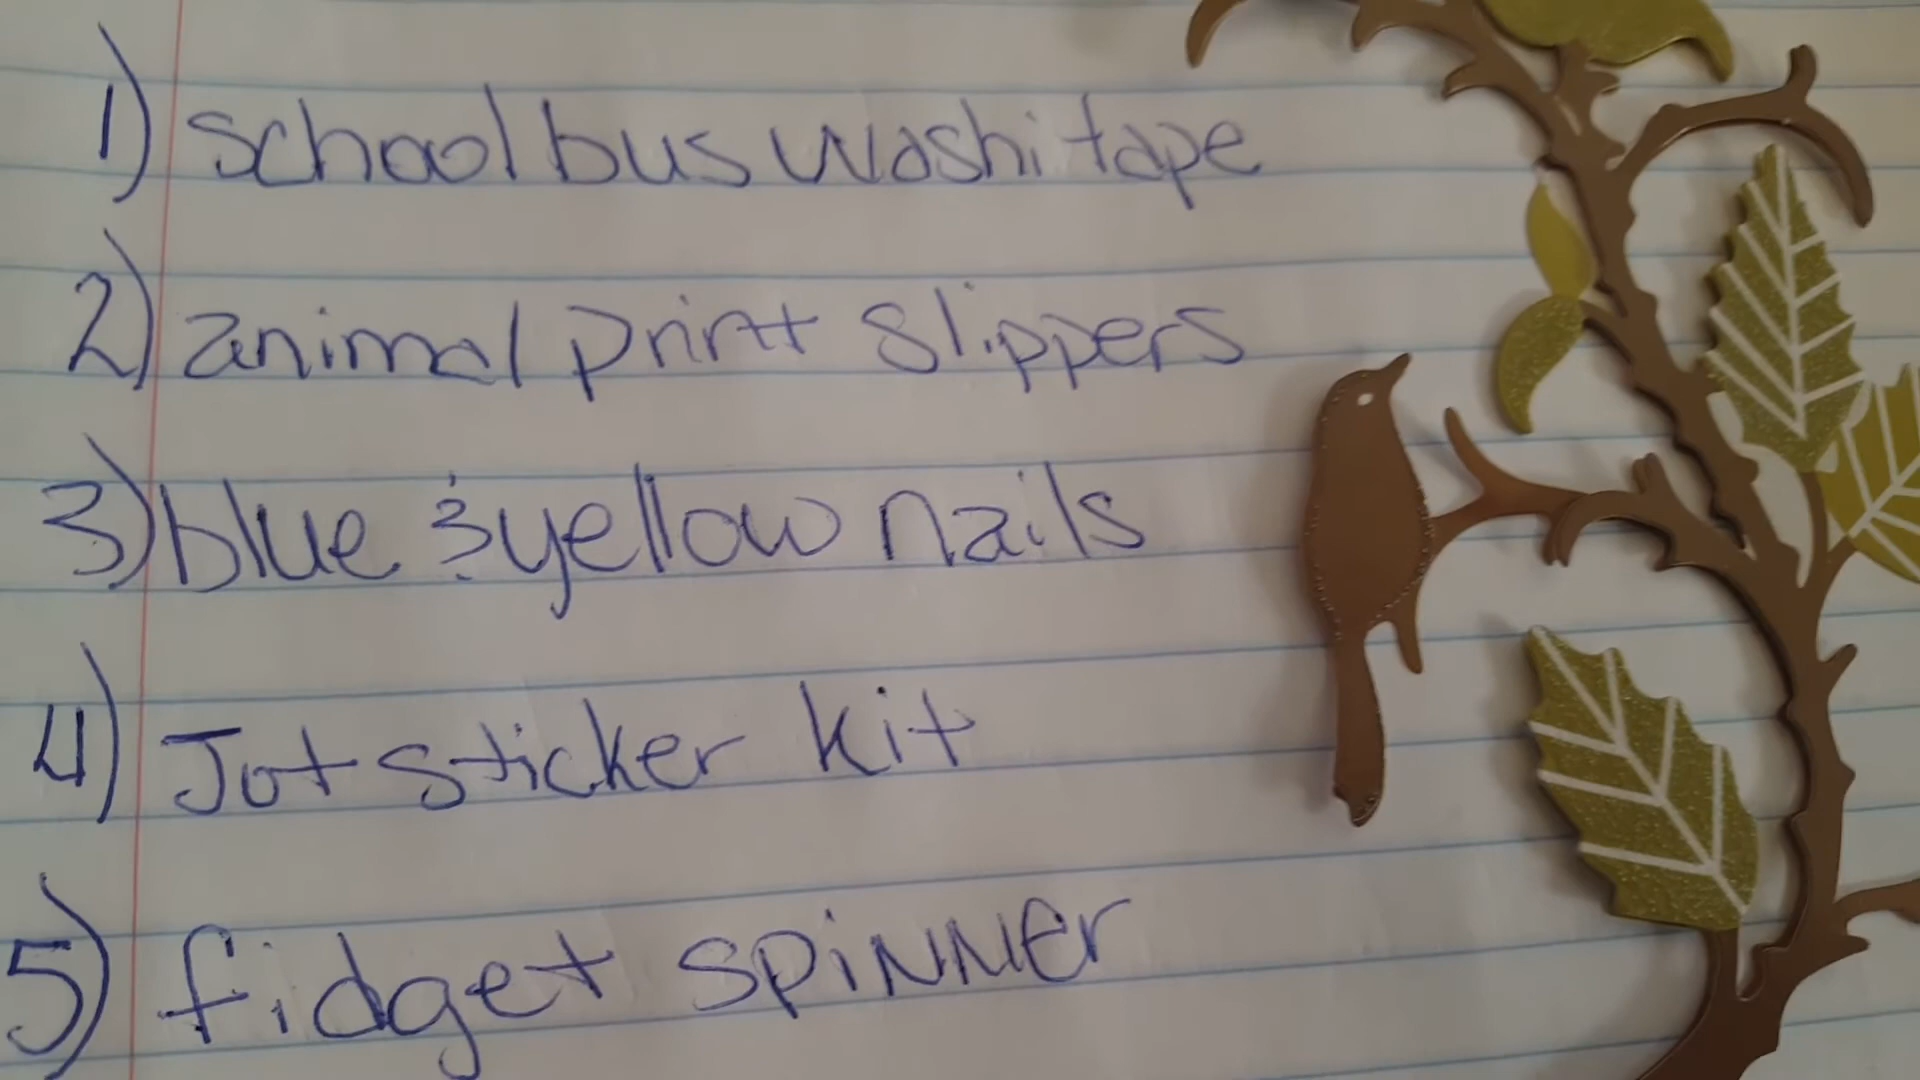 1) school bus washi tape
2) animal print slippers
3) blue & yellow nails
4) Jot sticker kit
5) fidget spinner